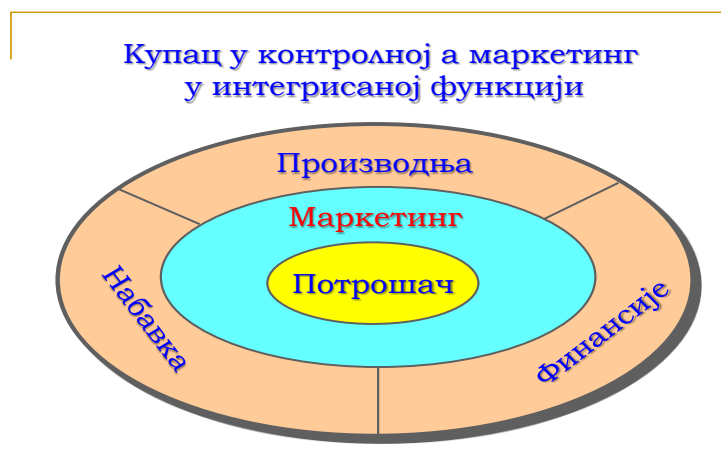 Купац у контролној а маркетинг
у интегрисаној функцији
Производња
Маркетинг
Потрошач
Набавка
Финансије